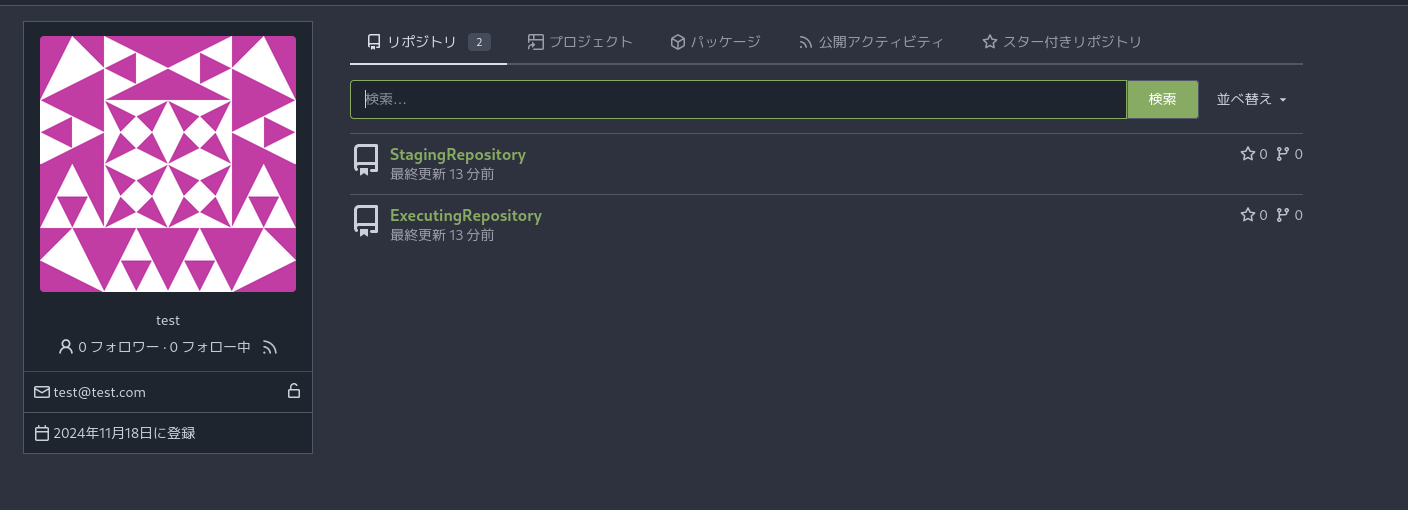 リポジトリ 2 プロジェクト パッケージ 公開アクティビティ スター付きリポジトリ
検索...
検索
並べ替え
StagingRepository
0 0
最終更新 13 分前
ExecutingRepository
0 0
最終更新 13 分前
test
0 フォロワー · 0 フォロー中
test@test.com
2024年11月18日に登録